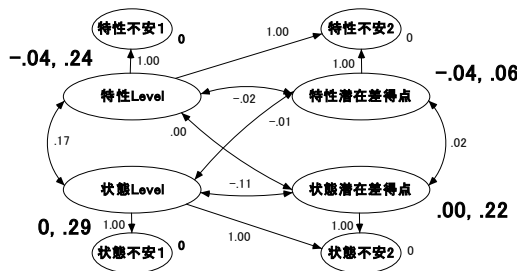 特性不安1
0
特性不安2
0
-.04, .24
1.00
1.00
1.00
-.04, .06
特性Level
-.02
特性潜在差得点
-.01
.17
.00
.02
状態Level
-.11
状態潜在差得点
0, .29
.00, .22
1.00
1.00
1.00
状態不安1
0
状態不安2
0